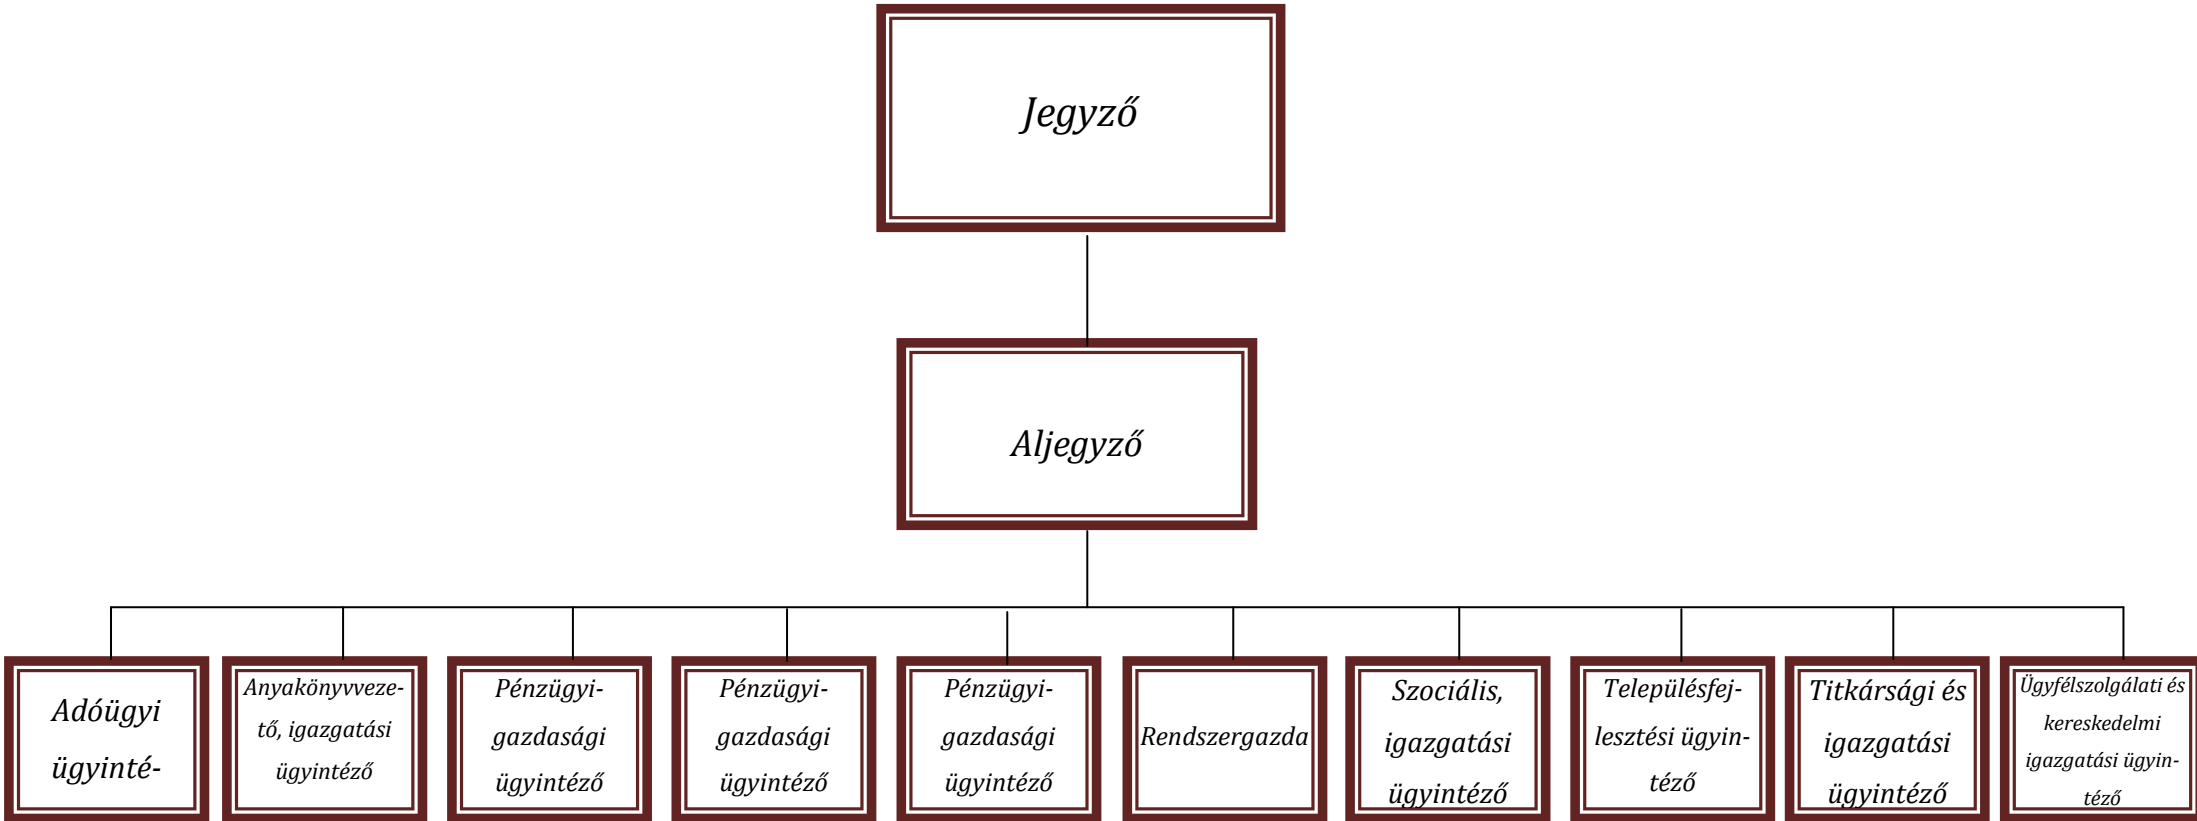 Jegyző
Aljegyző
Adóügyi
ügyinté-
Anyakönyvveze-
tő, igazgatási
ügyintéző
Pénzügyi-
gazdasági
ügyintéző
Pénzügyi-
gazdasági
ügyintéző
Pénzügyi-
gazdasági
ügyintéző
Rendszergazda
Szociális,
igazgatási
ügyintéző
Településfej-
lesztési ügyin-
téző
Titkársági és
igazgatási
ügyintéző
Ügyfélszolgálati és
kereskedelmi
igazgatási ügyin-
téző